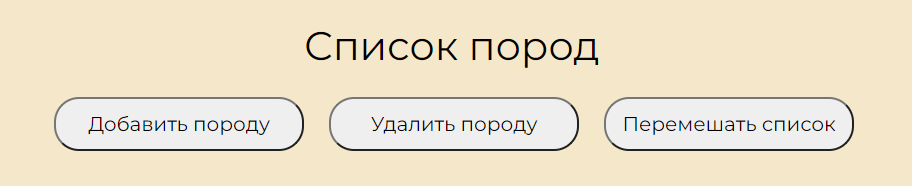 Список пород
Добавить породу
Удалить породу
Перемешать список